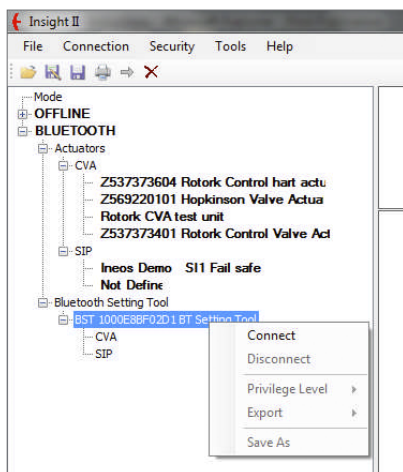 Insight II
File Connection Security Tools Help
Mode
OFFLINE
BLUETOOTH
Actuators
CVA
Z537373604 Rotork Control hart actu
Z569220101 Hopkinson Valve Actua
Rotork CVA test unit
Z537373401 Rotork Control Valve Act
SIP
Ineos Demo SI1 Fail safe
Not Define
Bluetooth Setting Tool
BST 1000E8BF02D1 BT Setting Tool
CVA
SIP
Connect
Disconnect
Privilege Level
Export
Save As